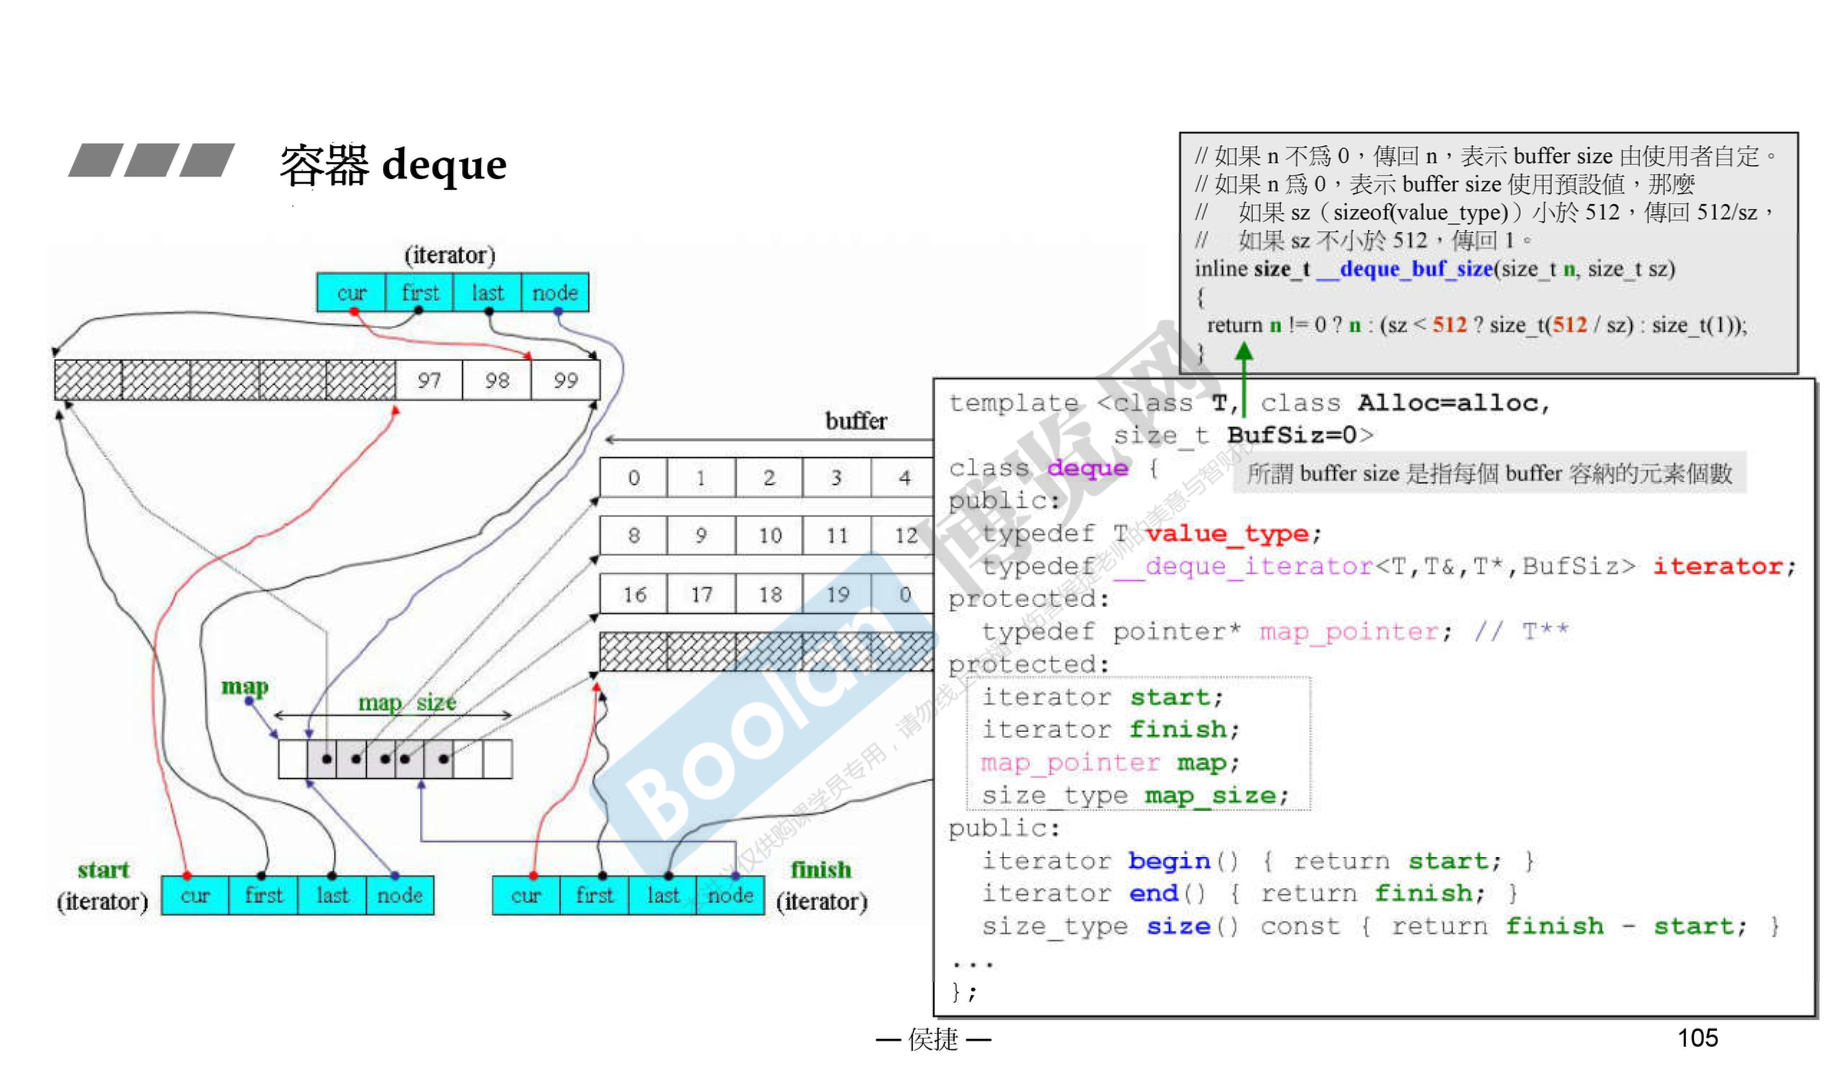 容器 deque
// 如果 n 不為 0，傳回 n，表示 buffer size 由使用者自定。
// 如果 n 為 0，表示 buffer size 使用預設值，那麼
// 如果 sz（sizeof(value_type)）小於 512，傳回 512/sz，
// 如果 sz 不小於 512，傳回 1。
inline size_t __deque_buf_size(size_t n, size_t sz)
{
return n != 0 ? n : (sz < 512 ? size_t(512 / sz) : size_t(1));
}
(iterator)
cur first last node
97 98 99
buffer
0 1 2 3 4
8 9 10 11 12
16 17 18 19 0
map
map_size
start
(iterator)
cur first last node
cur first last node
finish
(iterator)
template <class T, class Alloc=alloc,
size_t BufSiz=0>
class deque {
所謂 buffer size 是指每個 buffer 容納的元素個數
public:
typedef T value_type;
typedef __deque_iterator<T,T&,T*,BufSiz> iterator;
protected:
typedef pointer* map_pointer; // T**
protected:
iterator start;
iterator finish;
map_pointer map;
size_type map_size;
public:
iterator begin() { return start; }
iterator end() { return finish; }
size_type size() const { return finish - start; }
...
};
Boolan 博览网
— 侯捷 —
105